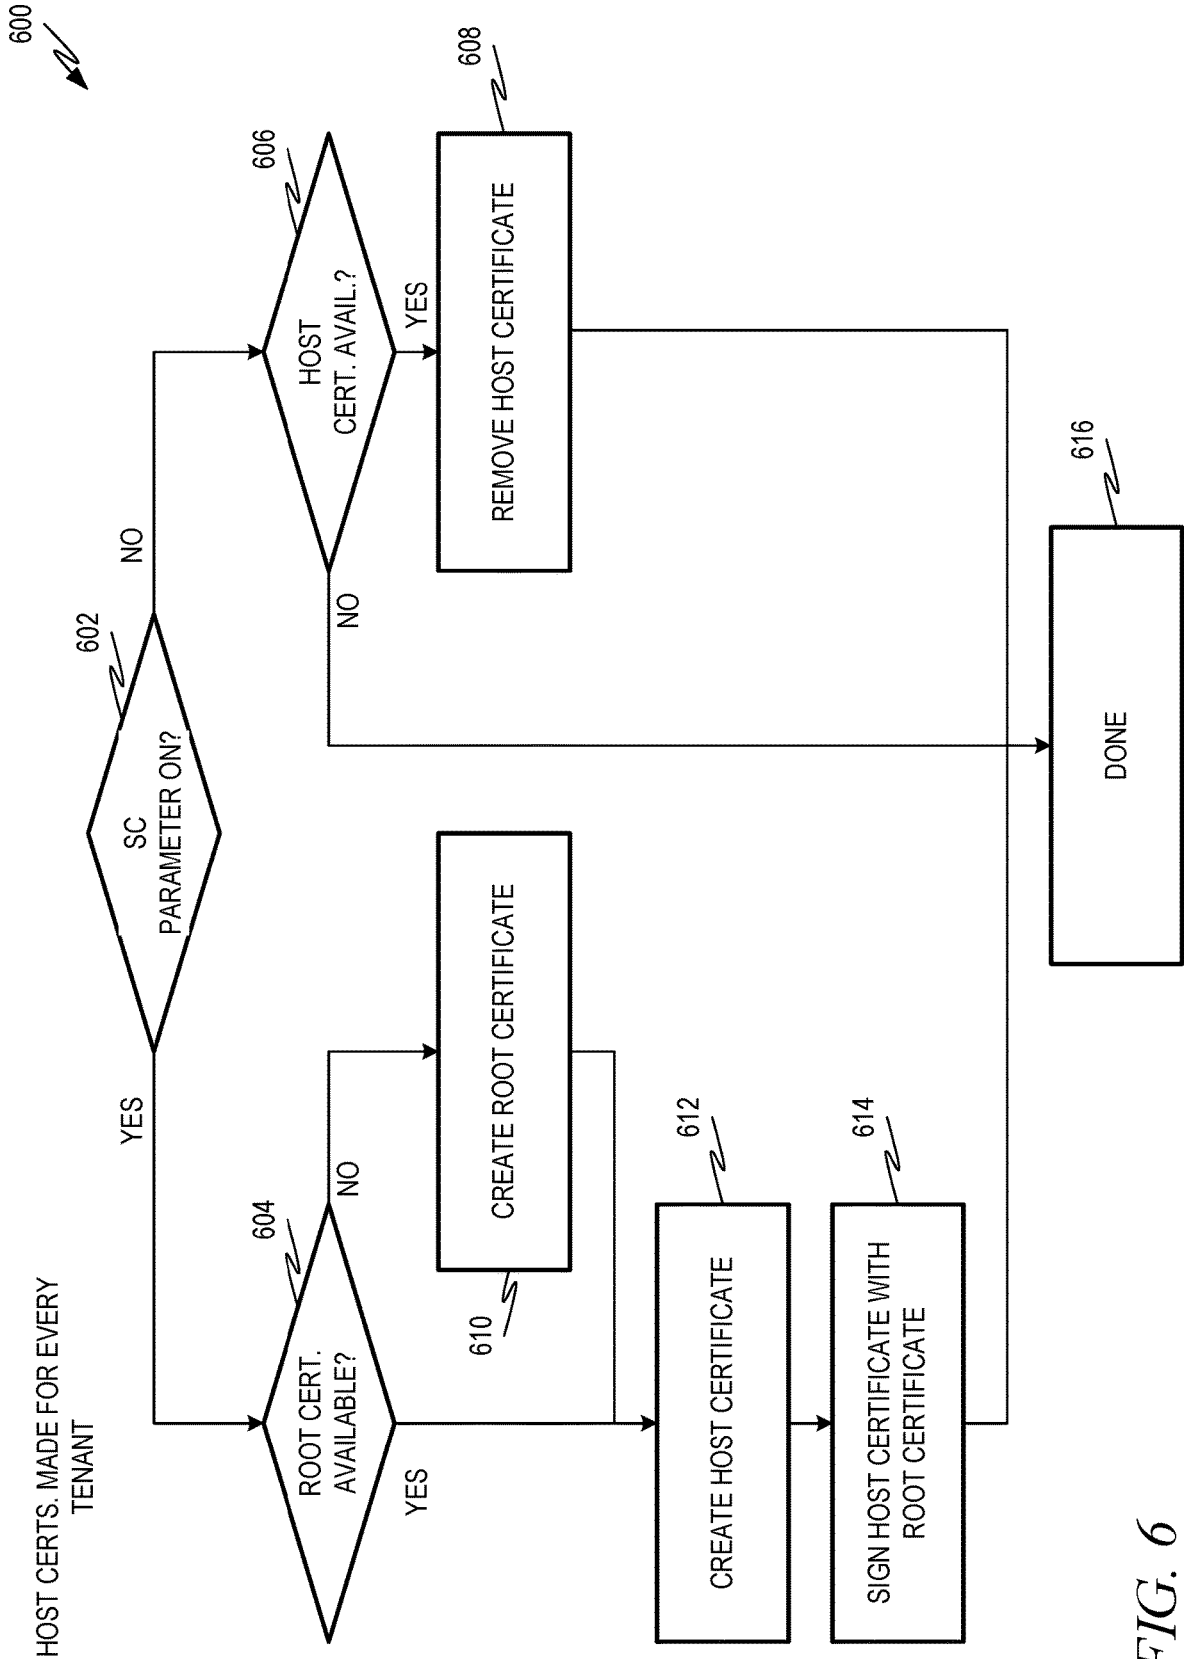 600
HOST CERTS. MADE FOR EVERY
TENANT
602
SC
PARAMETER ON?
YES
NO
604
ROOT CERT.
AVAILABLE?
NO
YES
606
HOST
CERT. AVAIL.?
NO
YES
610
CREATE ROOT CERTIFICATE
608
REMOVE HOST CERTIFICATE
612
CREATE HOST CERTIFICATE
614
SIGN HOST CERTIFICATE WITH
ROOT CERTIFICATE
616
DONE
FIG. 6